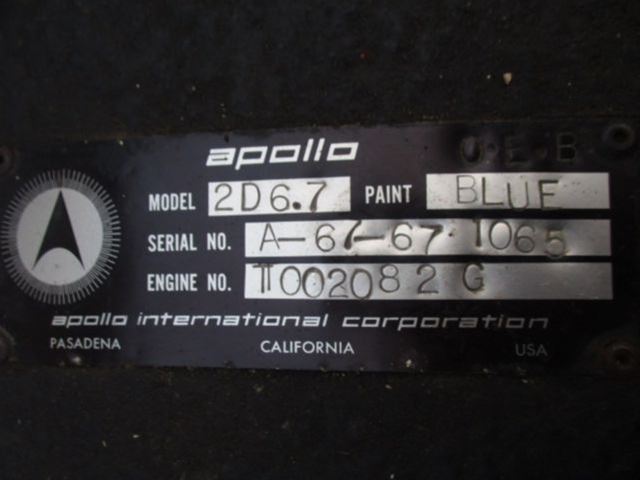 apollo O·E·B
MODEL 2D6.7 PAINT BLUE
SERIAL NO. A-67-67·1065
ENGINE NO. T002082 G
apollo international corporation
PASADENA CALIFORNIA USA